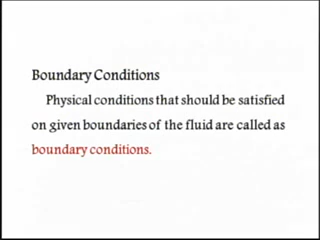 Boundary Conditions
Physical conditions that should be satisfied
on given boundaries of the fluid are called as
boundary conditions.